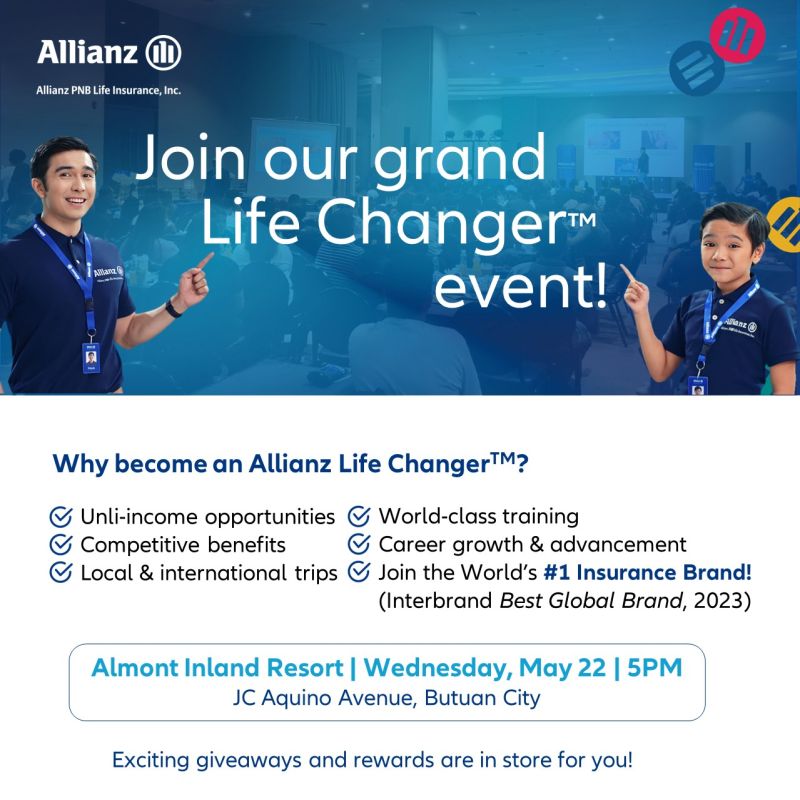 Allianz
Allianz PNB Life Insurance, Inc.
Join our grand
Life Changer™
event!
Allianz
Allianz
Why become an Allianz Life Changer™?
Unli-income opportunities
Competitive benefits
Local & international trips
World-class training
Career growth & advancement
Join the World's #1 Insurance Brand!
(Interbrand Best Global Brand, 2023)
Almont Inland Resort | Wednesday, May 22 | 5PM
JC Aquino Avenue, Butuan City
Exciting giveaways and rewards are in store for you!